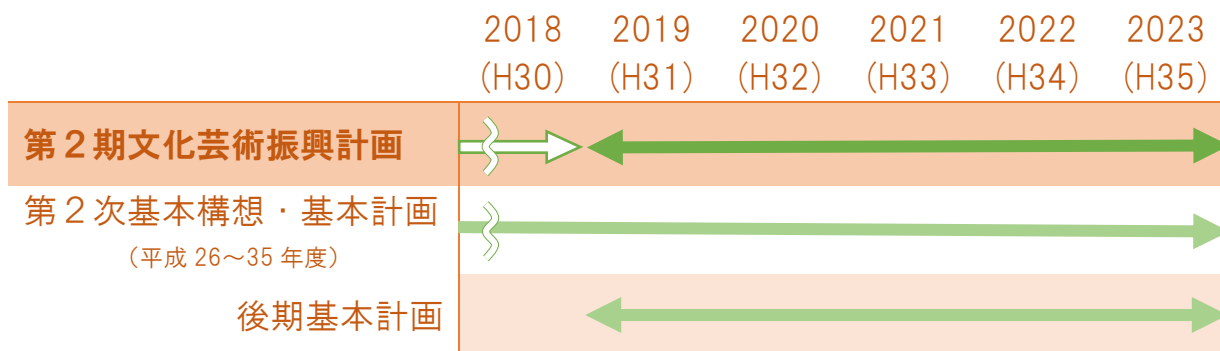 2018 2019 2020 2021 2022 2023
(H30) (H31) (H32) (H33) (H34) (H35)
第２期文化芸術振興計画
第２次基本構想・基本計画
（平成 26～35 年度）
後期基本計画